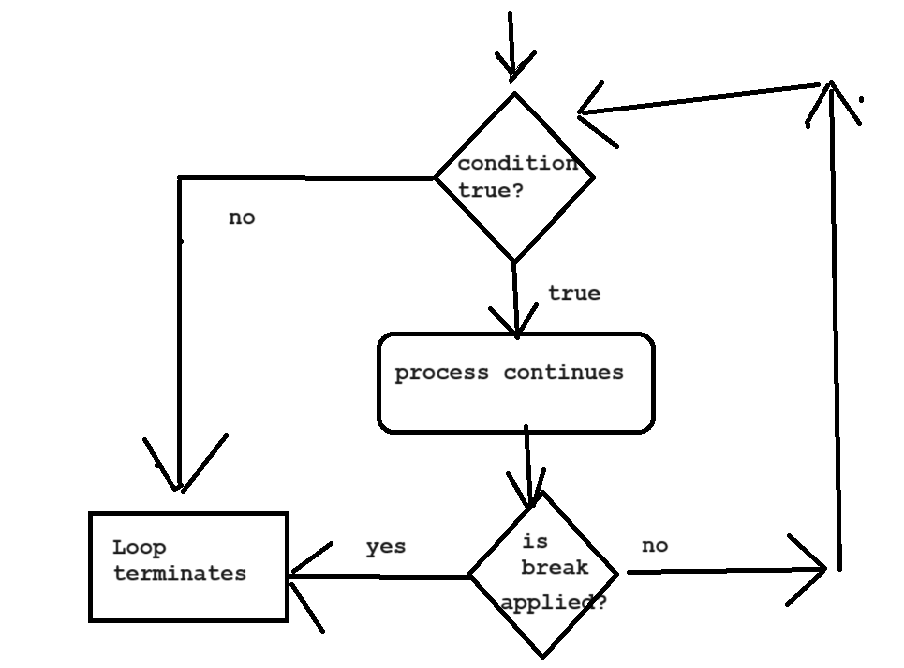 condition
true?
no
true
process continues
is
break
applied?
yes
no
Loop
terminates